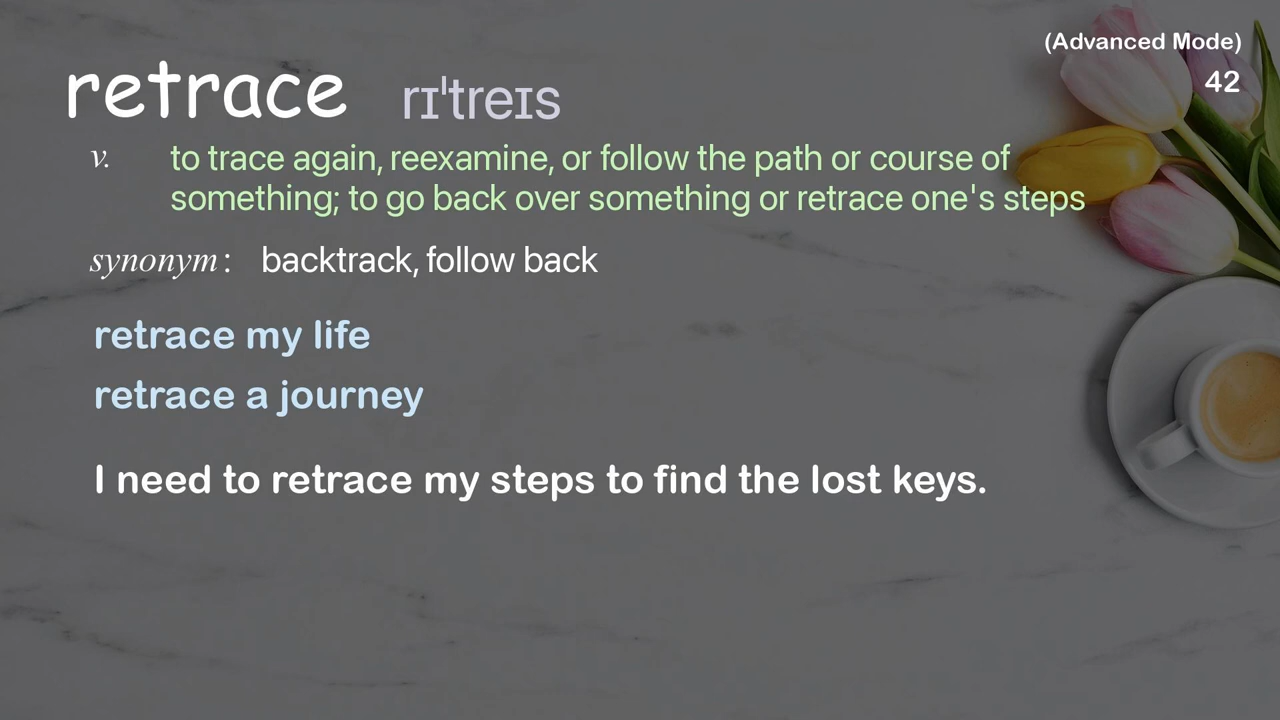 (Advanced Mode)
retrace rɪˈtreɪs
42
v. to trace again, reexamine, or follow the path or course of
something; to go back over something or retrace one's steps
synonym : backtrack, follow back
retrace my life
retrace a journey
I need to retrace my steps to find the lost keys.